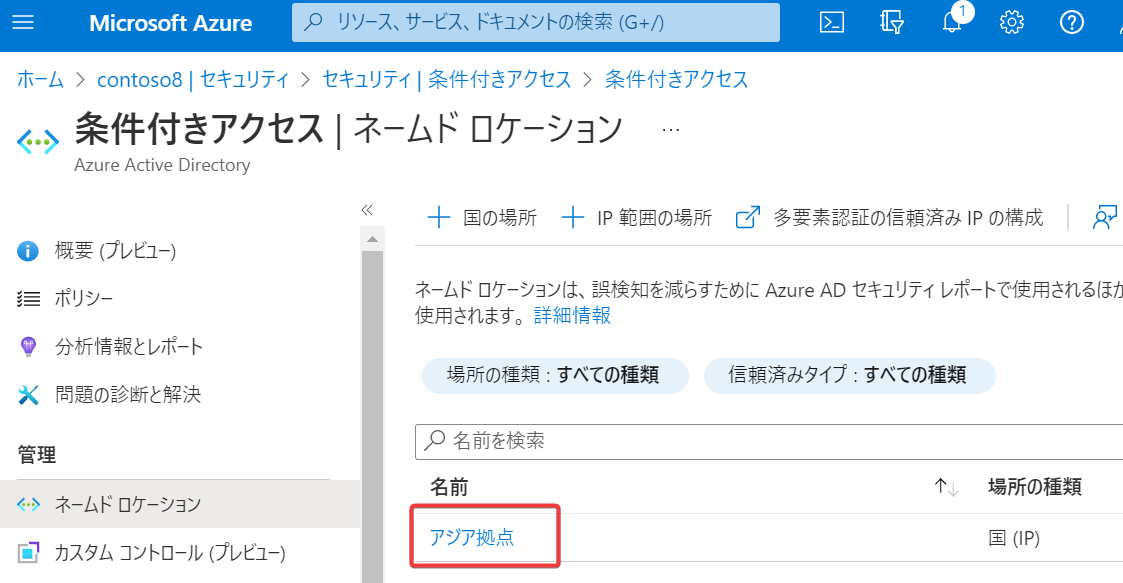 Microsoft Azure
リソース、サービス、ドキュメントの検索 (G+/)
1
ホーム > contoso8 | セキュリティ > セキュリティ | 条件付きアクセス > 条件付きアクセス
条件付きアクセス | ネームド ロケーション ...
Azure Active Directory
«
+ 国の場所 + IP 範囲の場所 多要素認証の信頼済み IP の構成
概要 (プレビュー)
ポリシー
分析情報とレポート
問題の診断と解決
管理
ネームド ロケーション
カスタム コントロール (プレビュー)
ネームド ロケーションは、誤検知を減らすために Azure AD セキュリティ レポートで使用されるほか
使用されます。 詳細情報
場所の種類 : すべての種類 信頼済みタイプ : すべての種類
名前を検索
名前 ↑↓ 場所の種類
アジア拠点 国 (IP)